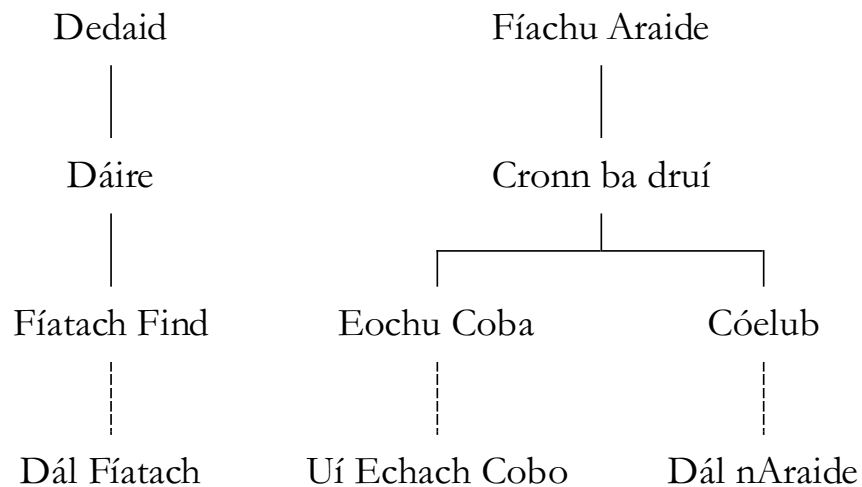 Dedaid Fíachu Araide
Dáire Cronn ba druí
Fíatach Find Eochu Coba Cóelub
Dál Fíatach Uí Echach Cobo Dál nAraide